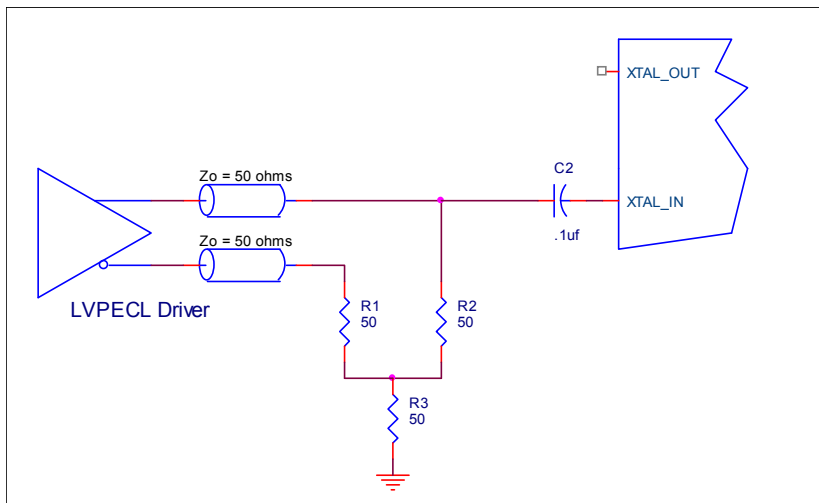 XTAL_OUT
C2
Zo = 50 ohms
XTAL_IN
.1uf
Zo = 50 ohms
LVPECL Driver
R1
50
R2
50
R3
50